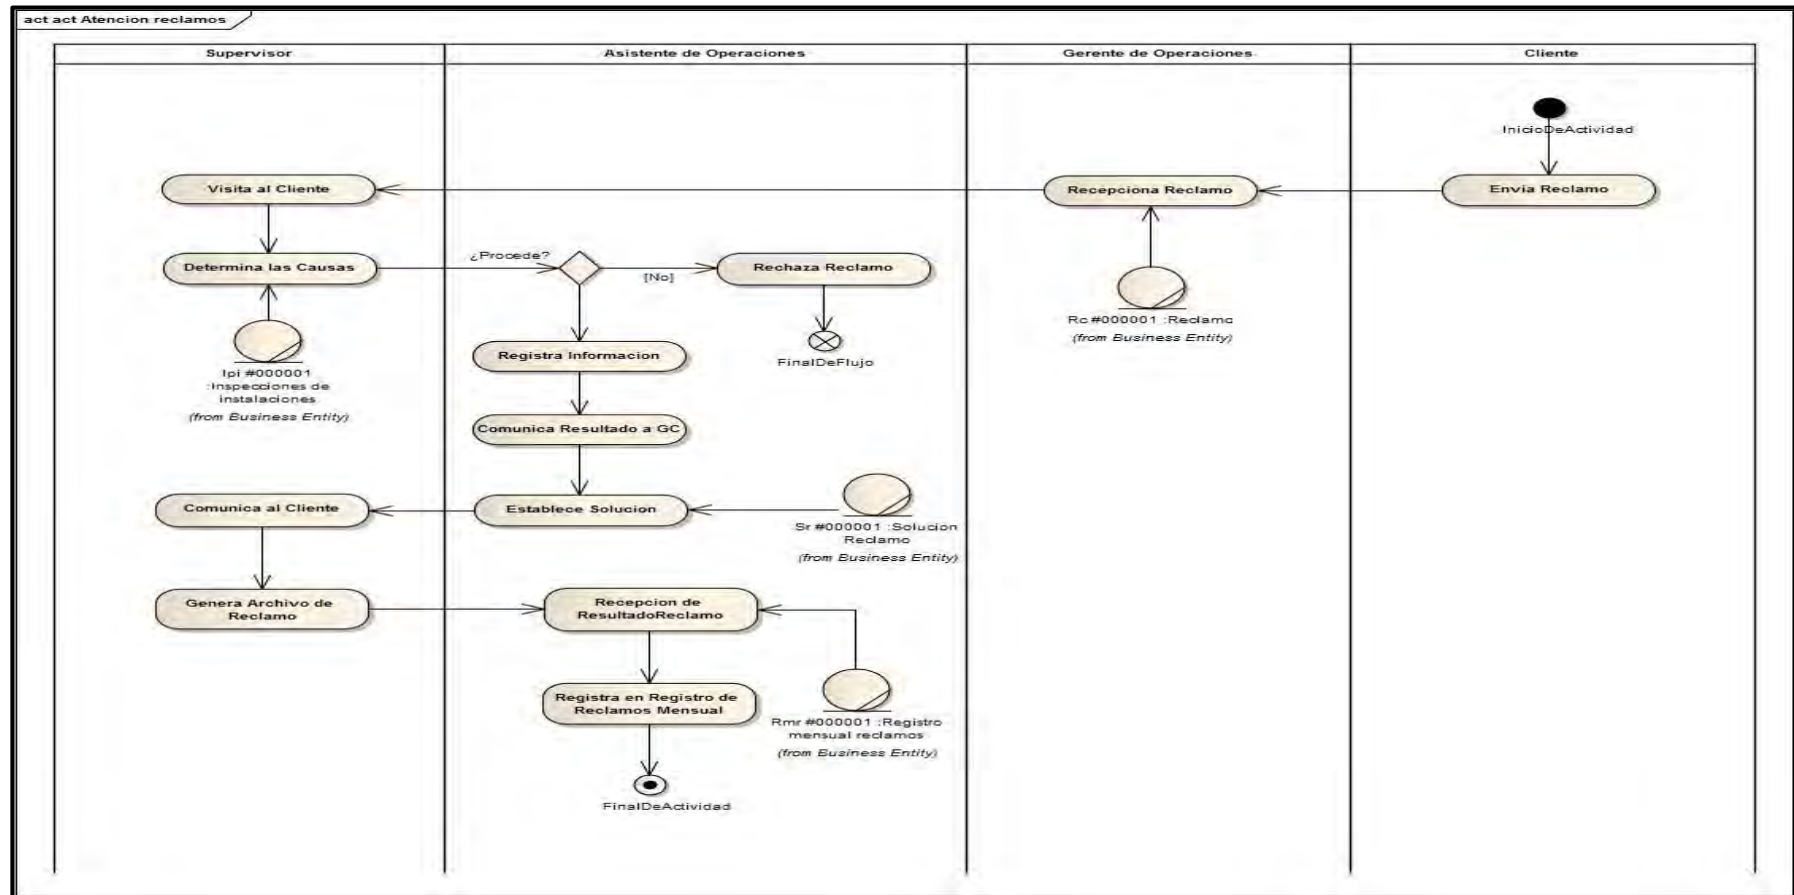 act act Atencion reclamos
Supervisor
Asistente de Operaciones
Gerente de Operaciones
Cliente
InicioDeActividad
Visita al Cliente
Recepciona Reclamo
Envia Reclamo
Determina las Causas
¿Procede?
[No]
Rechaza Reclamo
Rc #000001 :Reclamo
(from Business Entity)
Ipi #000001
:Inspecciones de
instalaciones
(from Business Entity)
Registra Informacion
FinalDeFlujo
Comunica Resultado a GC
Comunica al Cliente
Establece Solucion
Sr #000001 :Solucion
Reclamo
(from Business Entity)
Genera Archivo de
Reclamo
Recepcion de
ResultadoReclamo
Registra en Registro de
Reclamos Mensual
Rmr #000001 :Registro
mensual reclamos
(from Business Entity)
FinalDeActividad